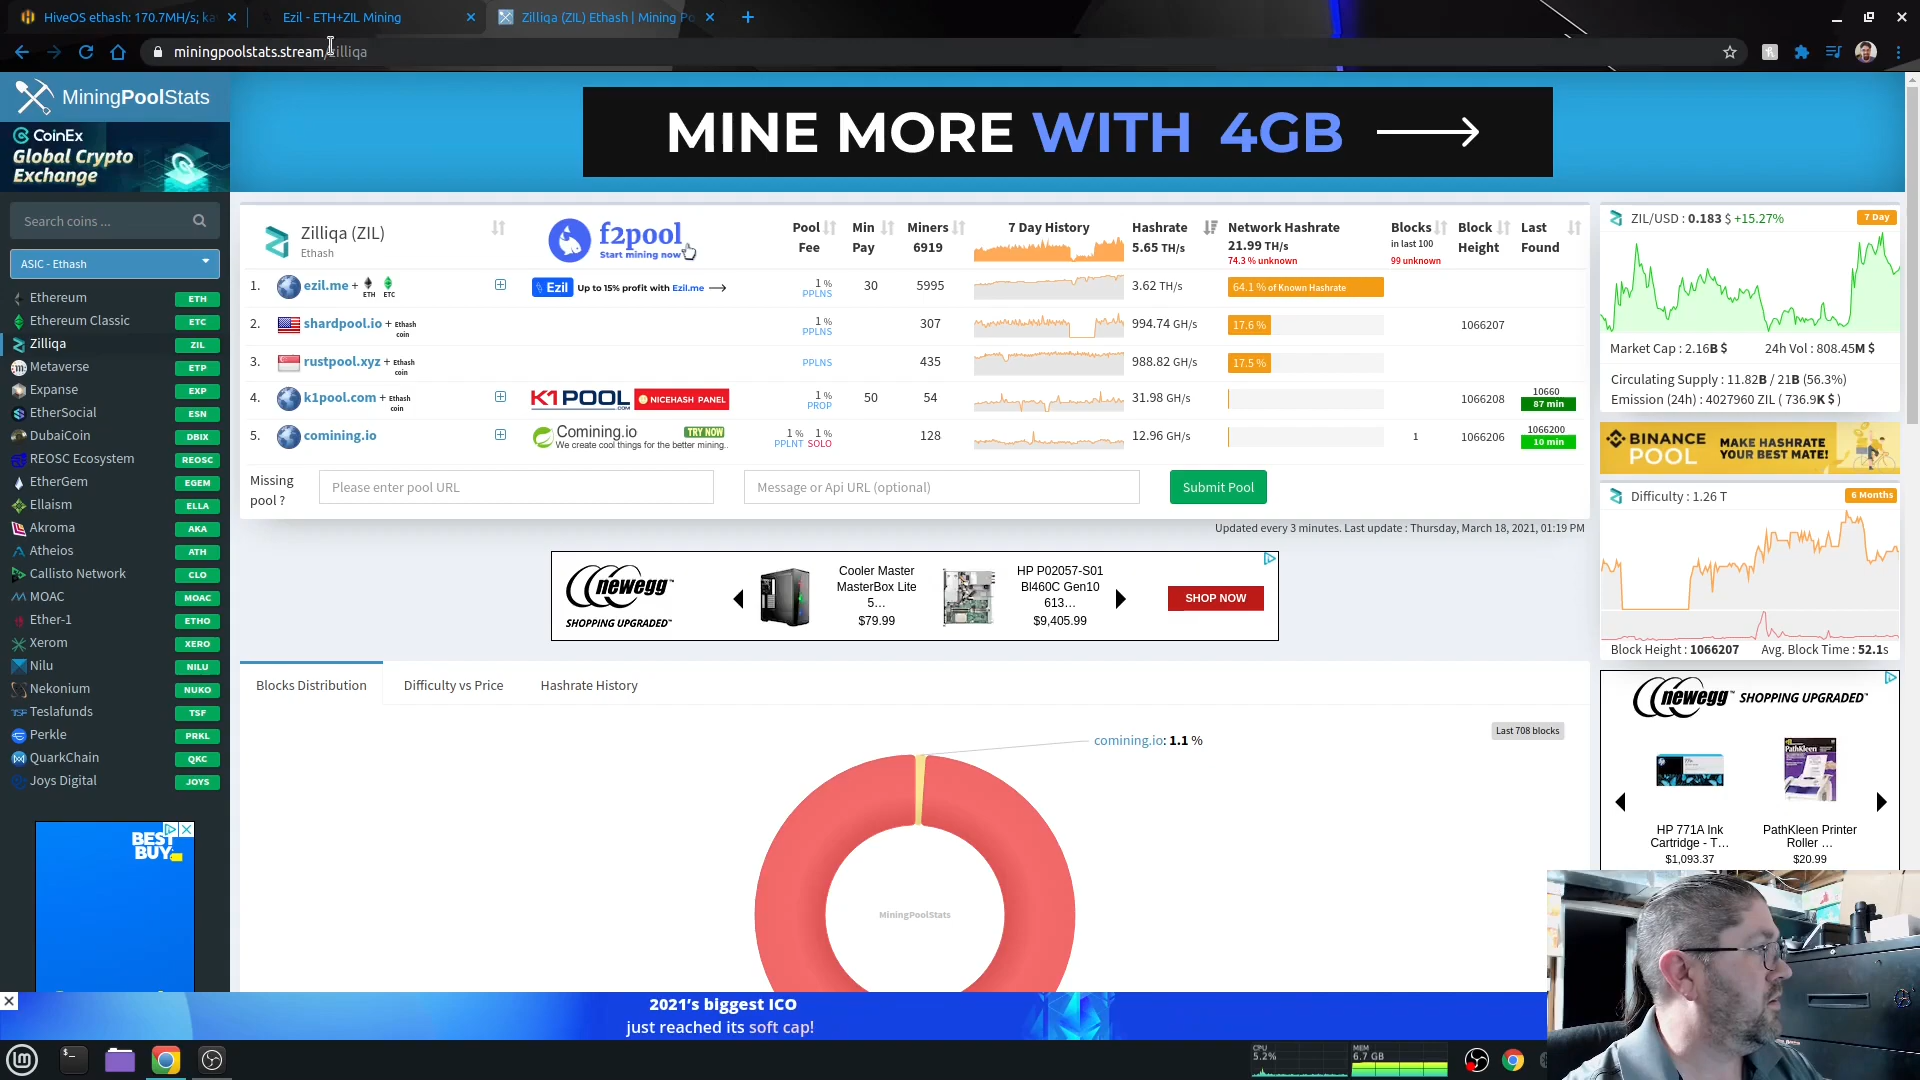 HiveOS ethash: 170.7MH/s; ka
Ezil - ETH+ZIL Mining
Zilliqa (ZIL) Ethash | Mining Po
miningpoolstats.stream/zilliqa
MiningPoolStats
MINE MORE WITH 4GB
CoinEx
Global Crypto
Exchange
Search coins ...
ASIC - Ethash
Ethereum ETH
Ethereum Classic ETC
Zilliqa ZIL
Metaverse ETP
Expanse EXP
EtherSocial ESN
DubaiCoin DBIX
REOSC Ecosystem REOSC
EtherGem EGEM
Ellaism ELLA
Akroma AKA
Atheios ATH
Callisto Network CLO
MOAC MOAC
Ether-1 ETHO
Xerom XERO
Nilu NILU
Nekonium NUKO
Teslafunds TSF
Perkle PRKL
QuarkChain QKC
Joys Digital JOYS
BEST
BUY
Zilliqa (ZIL)
Ethash
f2pool
Start mining now
Pool
Fee
Min
Pay
Miners
6919
7 Day History
Hashrate
5.65 TH/s
Network Hashrate
21.99 TH/s
74.3 % unknown
Blocks
in last 100
99 unknown
Block
Height
Last
Found
1. ezil.me + ETH ETC Ezil Up to 15% profit with Ezil.me 1 % PPLNS 30 5995 3.62 TH/s 64.1 % of Known Hashrate
2. shardpool.io + Ethash coin 1 % PPLNS 307 994.74 GH/s 17.6 % 1066207
3. rustpool.xyz + Ethash coin PPLNS 435 988.82 GH/s 17.5 %
4. k1pool.com + Ethash coin K1 POOL .COM NICEHASH PANEL 1 % PROP 50 54 31.98 GH/s 1066208 10660 87 min
5. comining.io Comining.io TRY NOW We create cool things for the better mining.. 1 % 1 % PPLNT SOLO 128 12.96 GH/s 1 1066206 1066200 10 min
Missing
pool ?
Please enter pool URL
Message or Api URL (optional)
Submit Pool
Updated every 3 minutes. Last update : Thursday, March 18, 2021, 01:19 PM
newegg
SHOPPING UPGRADED
Cooler Master
MasterBox Lite
5...
$79.99
HP P02057-S01
Bl460C Gen10
613...
$9,405.99
SHOP NOW
Blocks Distribution
Difficulty vs Price
Hashrate History
Last 708 blocks
comining.io: 1.1 %
MiningPoolStats
ZIL/USD : 0.183 $ +15.27%
7 Day
Market Cap : 2.16B $
24h Vol : 808.45M $
Circulating Supply : 11.82B / 21B (56.3%)
Emission (24h) : 4027960 ZIL ( 736.9K $ )
BINANCE
POOL
MAKE HASHRATE
YOUR BEST MATE!
Difficulty : 1.26 T
6 Months
Block Height : 1066207
Avg. Block Time : 52.1s
newegg SHOPPING UPGRADED
HP 771A Ink
Cartridge - T...
$1,093.37
PathKleen Printer
Roller ...
$20.99
2021's biggest ICO
just reached its soft cap!
CPU
5.2%
MEM
6.7 GB